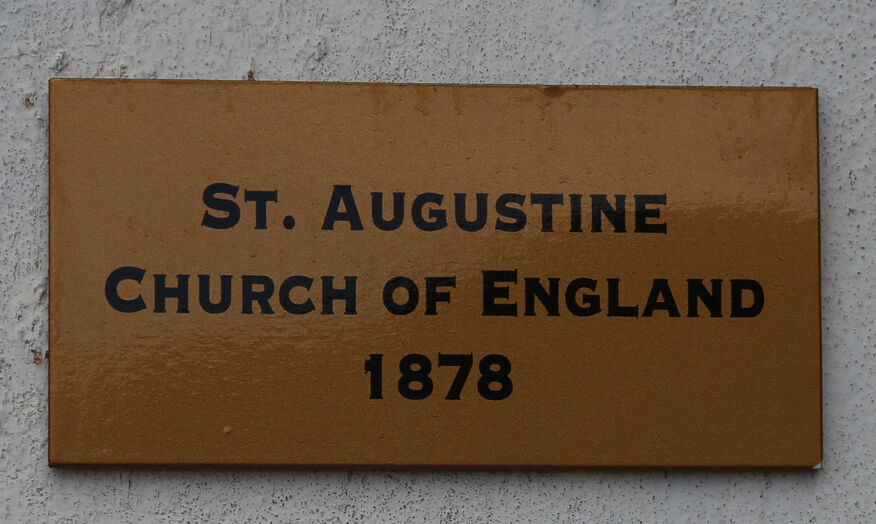 St. Augustine
Church of England
1878